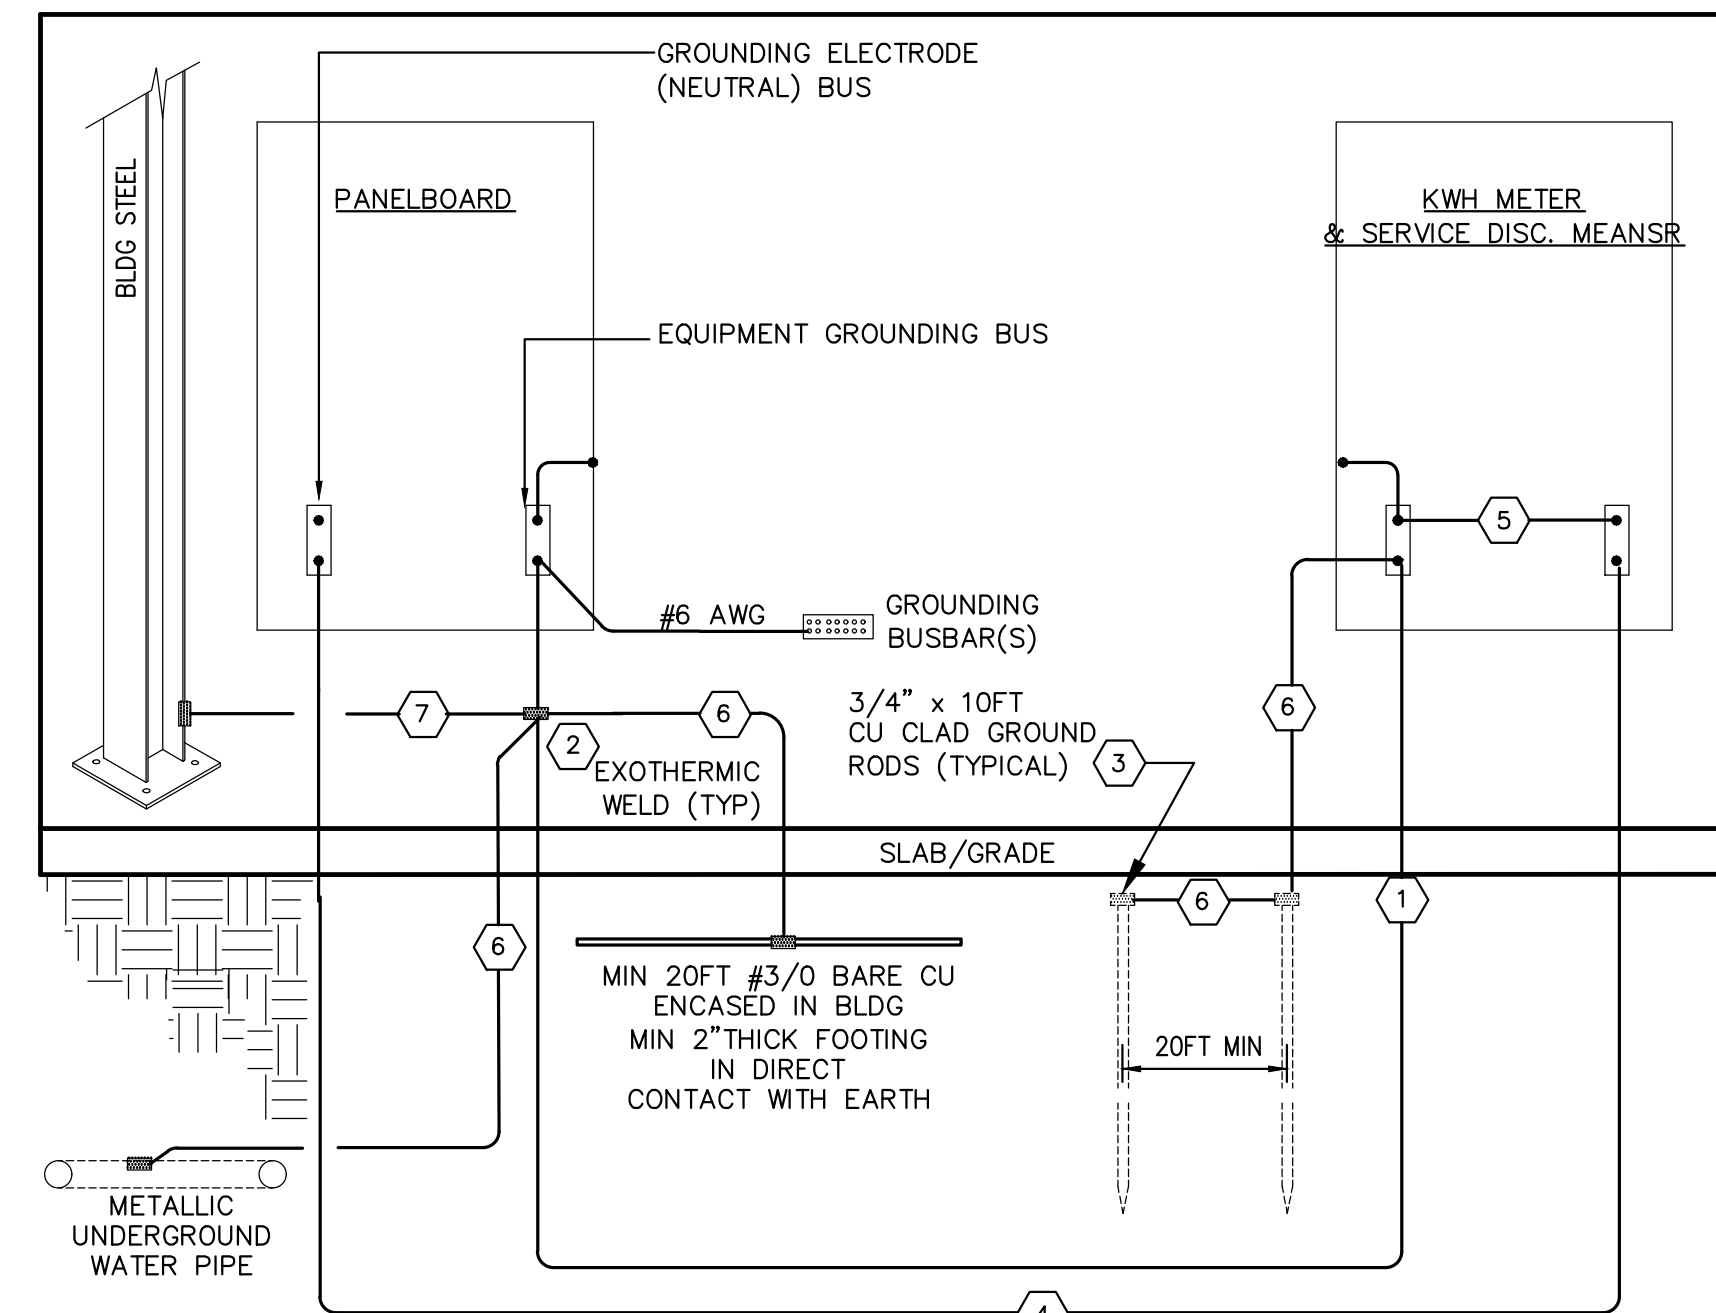 GROUNDING ELECTRODE
(NEUTRAL) BUS
BLDG STEEL
PANELBOARD
KWH METER
& SERVICE DISC. MEANSR
EQUIPMENT GROUNDING BUS
5
#6 AWG
GROUNDING
BUSBAR(S)
7
6
2
EXOTHERMIC
WELD (TYP)
3/4” x 10FT
CU CLAD GROUND
RODS (TYPICAL)
3
6
SLAB/GRADE
6
1
6
MIN 20FT #3/0 BARE CU
ENCASED IN BLDG
MIN 2”THICK FOOTING
IN DIRECT
CONTACT WITH EARTH
20FT MIN
METALLIC
UNDERGROUND
WATER PIPE
4